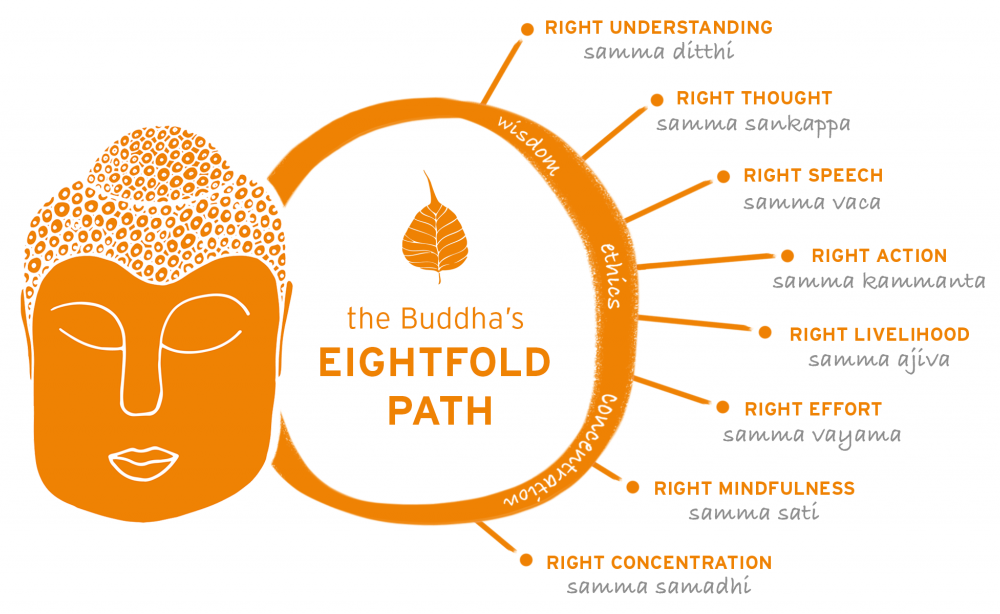 the Buddha's
EIGHTFOLD
PATH
wisdom
ethics
concentration
RIGHT UNDERSTANDING
samma ditthi
RIGHT THOUGHT
samma sankappa
RIGHT SPEECH
samma vaca
RIGHT ACTION
samma kammanta
RIGHT LIVELIHOOD
samma ajiva
RIGHT EFFORT
samma vayama
RIGHT MINDFULNESS
samma sati
RIGHT CONCENTRATION
samma samadhi